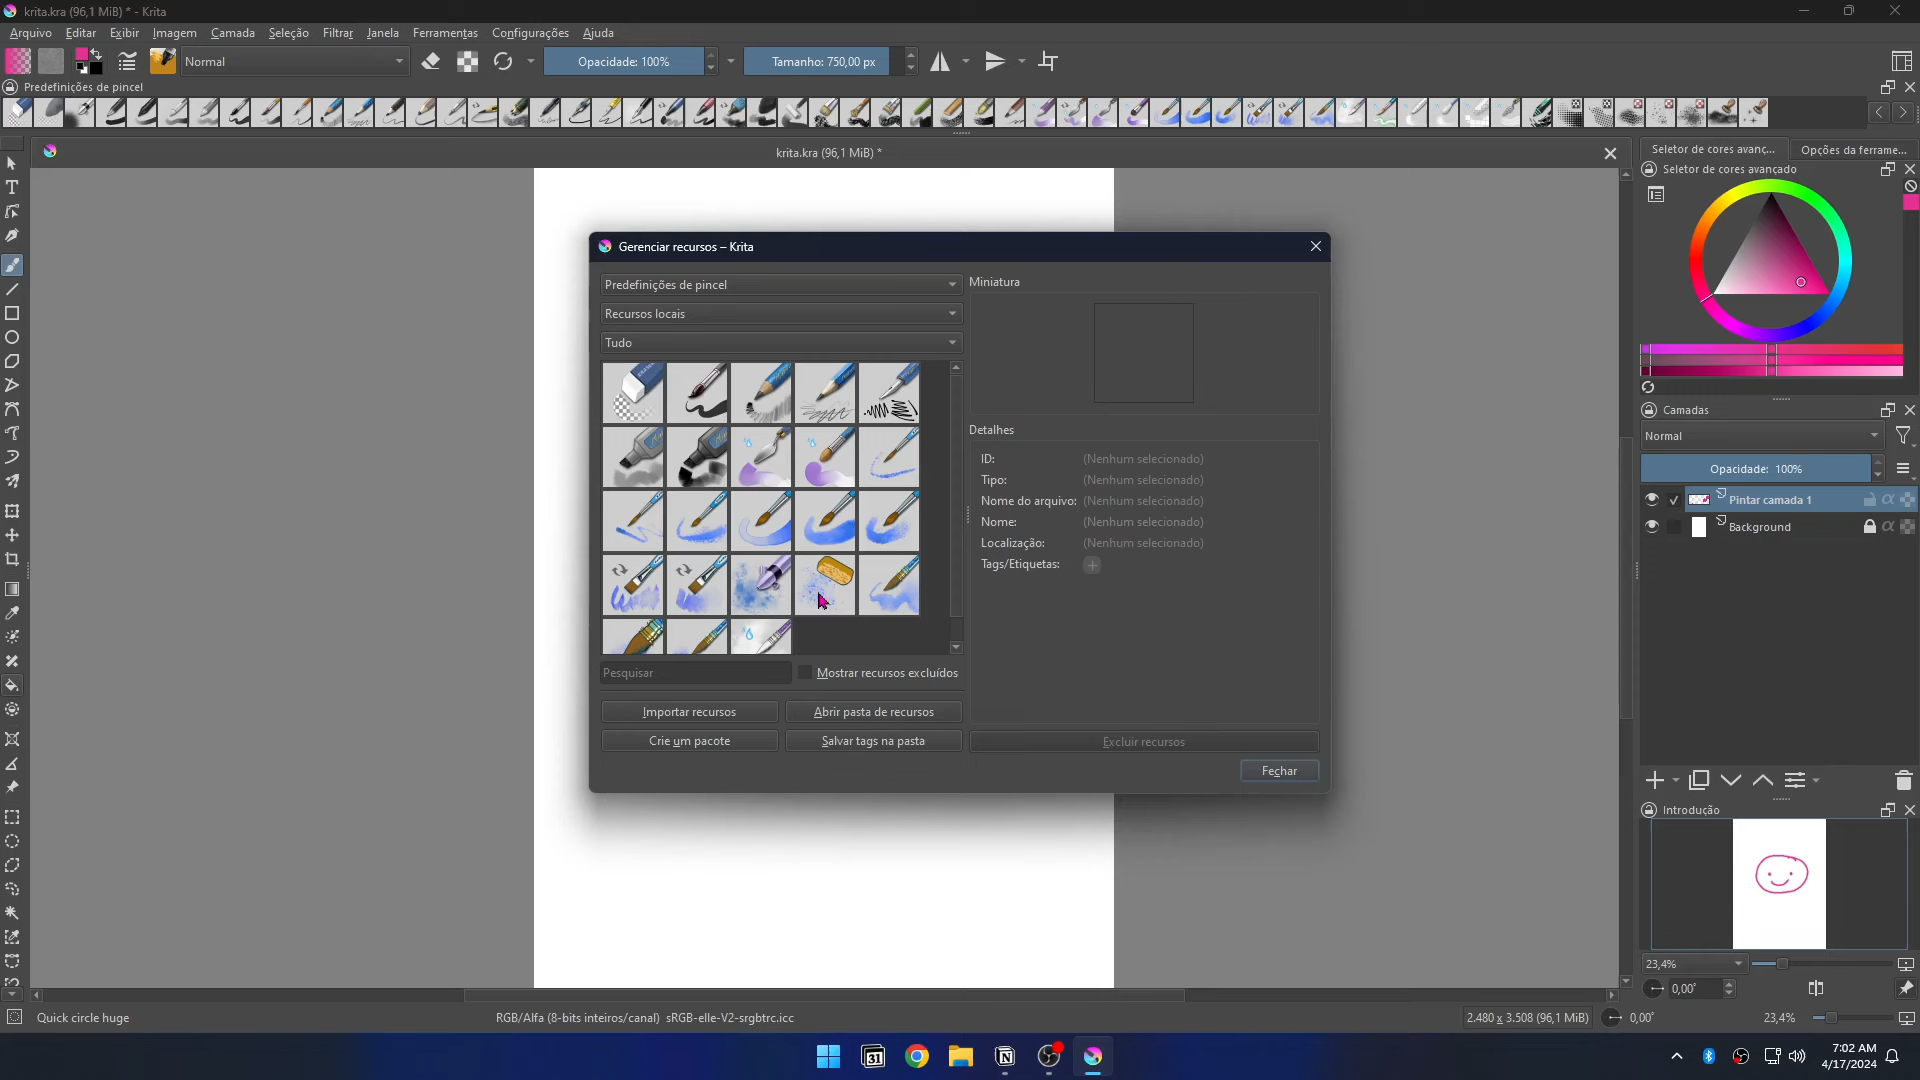 krita.kra (96,1 MiB) * - Krita
Arquivo Editar Exibir Imagem Camada Seleção Filtrar Janela Ferramentas Configurações Ajuda
Normal Opacidade: 100% Tamanho: 750,00 px
Predefinições de pincel
krita.kra (96,1 MiB) *
Seletor de cores avanç... Opções da ferrame...
Seletor de cores avançado
Gerenciar recursos – Krita
Predefinições de pincel
Recursos locais
Tudo
Pesquisar Mostrar recursos excluídos
Importar recursos Abrir pasta de recursos
Crie um pacote Salvar tags na pasta
Miniatura
Detalhes
ID: (Nenhum selecionado)
Tipo: (Nenhum selecionado)
Nome do arquivo: (Nenhum selecionado)
Nome: (Nenhum selecionado)
Localização: (Nenhum selecionado)
Tags/Etiquetas:
Excluir recursos
Fechar
Camadas
Normal
Opacidade: 100%
Pintar camada 1
Background
Introdução
23,4%
0,00°
Quick circle huge RGB/Alfa (8-bits inteiros/canal) sRGB-elle-V2-srgbtrc.icc 2.480 x 3.508 (96,1 MiB) 0,00° 23,4%
31
7:02 AM
4/17/2024